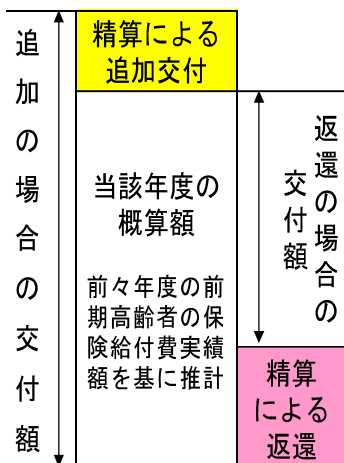 追加の場合の交付額
精算による
追加交付
当該年度の
概算額
前々年度の前
期高齢者の保
険給付費実績
額を基に推計
返還の場合の
交付額
精算
による
返還